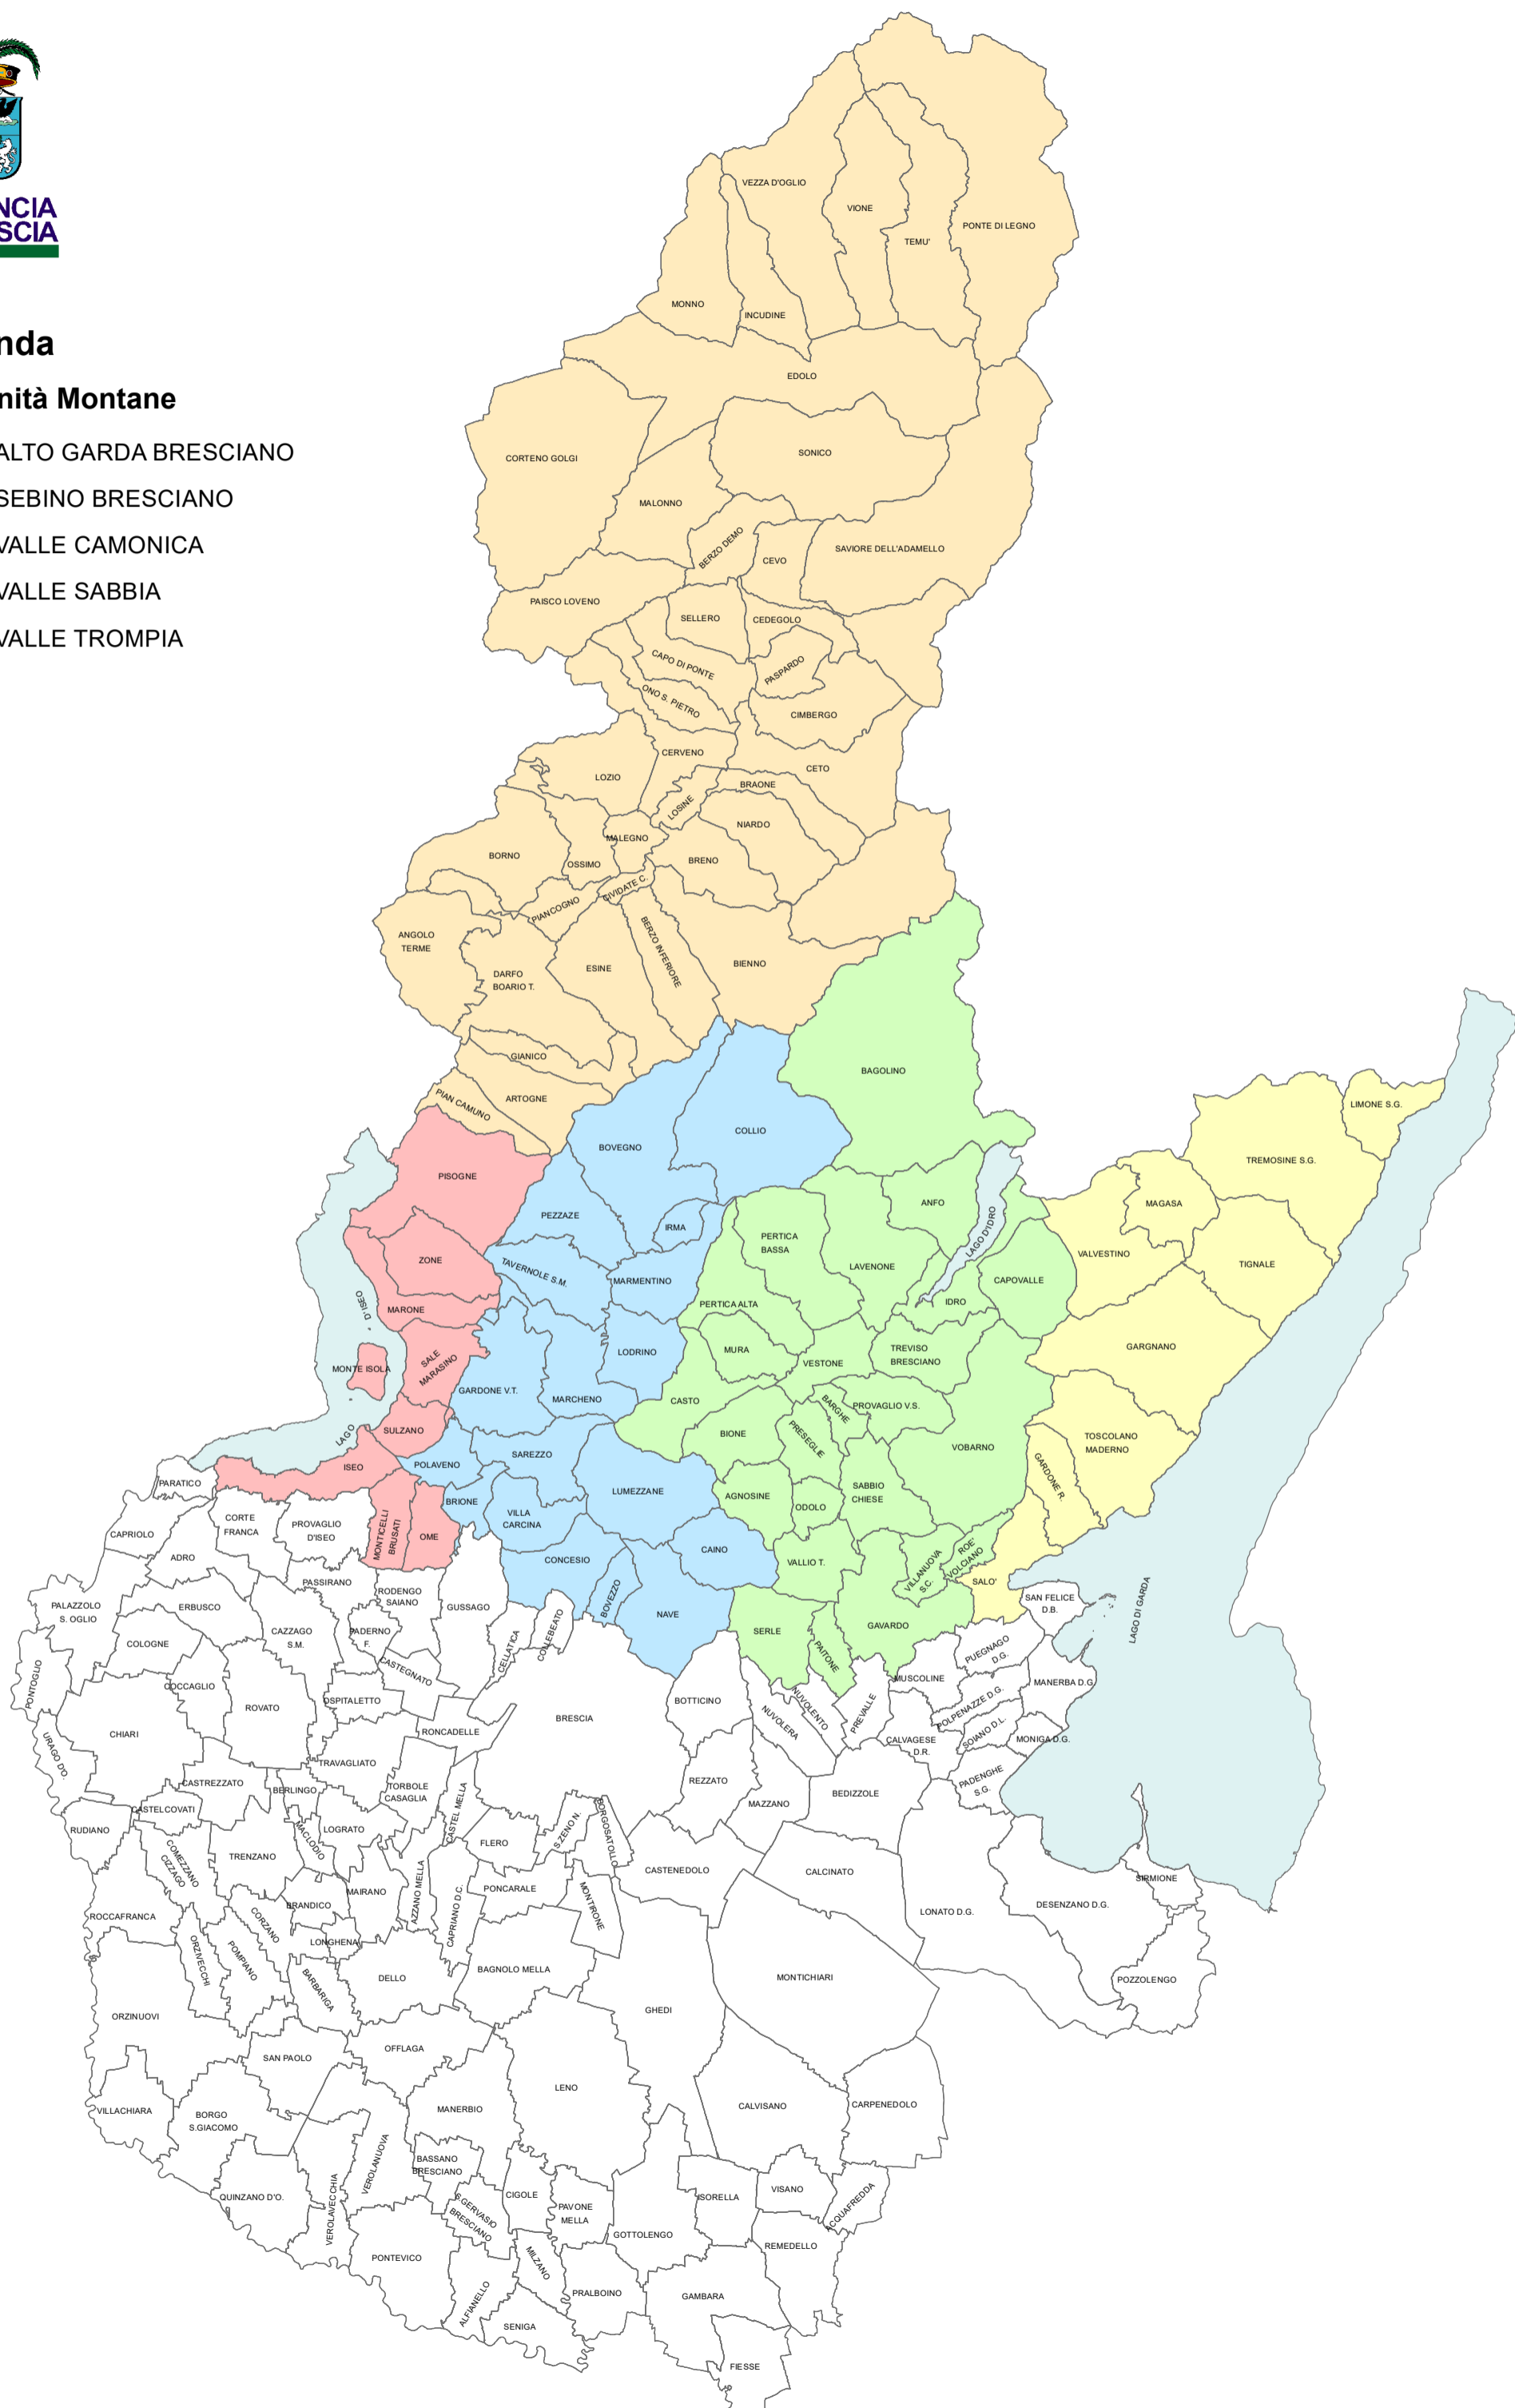 NCIA
SCIA
nda
nità Montane
ALTO GARDA BRESCIANO
SEBINO BRESCIANO
VALLE CAMONICA
VALLE SABBIA
VALLE TROMPIA
VEZZA D'OGLIO
VIONE
TEMU'
PONTE DI LEGNO
MONNO
INCUDINE
EDOLO
CORTENO GOLGI
SONICO
MALONNO
BERZO DEMO
CEVO
SAVIORE DELL'ADAMELLO
PAISCO LOVENO
SELLERO
CEDEGOLO
CAPO DI PONTE
PASPARDO
ONO S. PIETRO
CIMBERGO
CERVENO
LOZIO
CETO
BRAONE
LOSINE
NIARDO
MALEGNO
BORNO
OSSIMO
BRENO
CIVIDATE C.
PIANCOGNO
ANGOLO
TERME
BERZO INFERIORE
ESINE
BIENNO
DARFO
BOARIO T.
GIANICO
ARTOGNE
PIAN CAMUNO
BAGOLINO
COLLIO
BOVEGNO
LIMONE S.G.
TREMOSINE S.G.
PISOGNE
MAGASA
ANFO
PEZZAZE
IRMA
PERTICA
BASSA
LAGO D'IDRO
VALVESTINO
TIGNALE
ZONE
TAVERNOLE S.M.
MARMENTINO
LAVENONE
CAPOVALLE
IDRO
PERTICA ALTA
MARONE
D'ISEO
GARGNANO
MURA
TREVISO
BRESCIANO
LODRINO
VESTONE
SALE
MARASINO
MONTE ISOLA
GARDONE V.T.
MARCHENO
CASTO
BARGHE
PROVAGLIO V.S.
SULZANO
LAGO
BIONE
PRESEGLIE
TOSCOLANO
MADERNO
VOBARNO
SAREZZO
POLAVENO
ISEO
GARDONE R.
PARATICO
SABBIO
CHIESE
LUMEZZANE
AGNOSINE
ODOLO
BRIONE
VILLA
CARCINA
CORTE
FRANCA
PROVAGLIO
D'ISEO
CAPRIOLO
MONTICELLI
BRUSATI
OME
CAINO
ROE'
VOLCIANO
ADRO
CONCESIO
VALLIO T.
VILLANUOVA
S.C.
SALO'
PASSIRANO
RODENGO
SAIANO
BOVEZZO
SAN FELICE
D.B.
LAGO DI GARDA
PALAZZOLO
S. OGLIO
ERBUSCO
GUSSAGO
NAVE
CAZZAGO
S.M.
PADERNO
F.
COLLEBEATO
SERLE
GAVARDO
COLOGNE
CELLATICA
PAITONE
PUEGNAGO
D.G.
CASTEGNATO
MUSCOLINE
MANERBA D.G.
PONTOGLIO
COCCAGLIO
OSPITALETTO
BOTTICINO
NUVOLENTO
NUVOLERA
PREVALLE
POLPENAZZE D.G.
ROVATO
BRESCIA
RONCADELLE
SOIANO D.L.
MONIGA D.G.
CHIARI
CALVAGESE
D.R.
URAGO D'O.
TRAVAGLIATO
REZZATO
PADENGHE
S.G.
CASTREZZATO
BERLINGO
TORBOLE
CASAGLIA
BEDIZZOLE
MAZZANO
CASTELCOVATI
CASTEL MELLA
RUDIANO
LOGRATO
MACLODIO
FLERO
S.ZENO N.
BORGOSATOLLO
COMEZZANO
CIZZAGO
TRENZANO
CASTENEDOLO
CALCINATO
SIRMIONE
MAIRANO
AZZANO MELLA
PONCARALE
MONTIRONE
BRANDICO
DESENZANO D.G.
LONATO D.G.
ROCCAFRANCA
CORZANO
CAPRIANO D.C.
LONGHENA
ORZIVECCHI
POMPIANO
BARBARIGA
DELLO
BAGNOLO MELLA
MONTICHIARI
POZZOLENGO
ORZINUOVI
GHEDI
OFFLAGA
SAN PAOLO
LENO
VILLACHIARA
BORGO
S.GIACOMO
MANERBIO
CALVISANO
CARPENEDOLO
VEROLANUOVA
BASSANO
BRESCIANO
QUINZANO D'O.
VEROLAVECCHIA
CIGOLE
S.GERVASIO
BRESCIANO
PAVONE
MELLA
ISORELLA
VISANO
ACQUAFREDDA
GOTTOLENGO
REMEDELLO
PONTEVICO
MILZANO
ALFIANELLO
PRALBOINO
GAMBARA
SENIGA
FIESSE